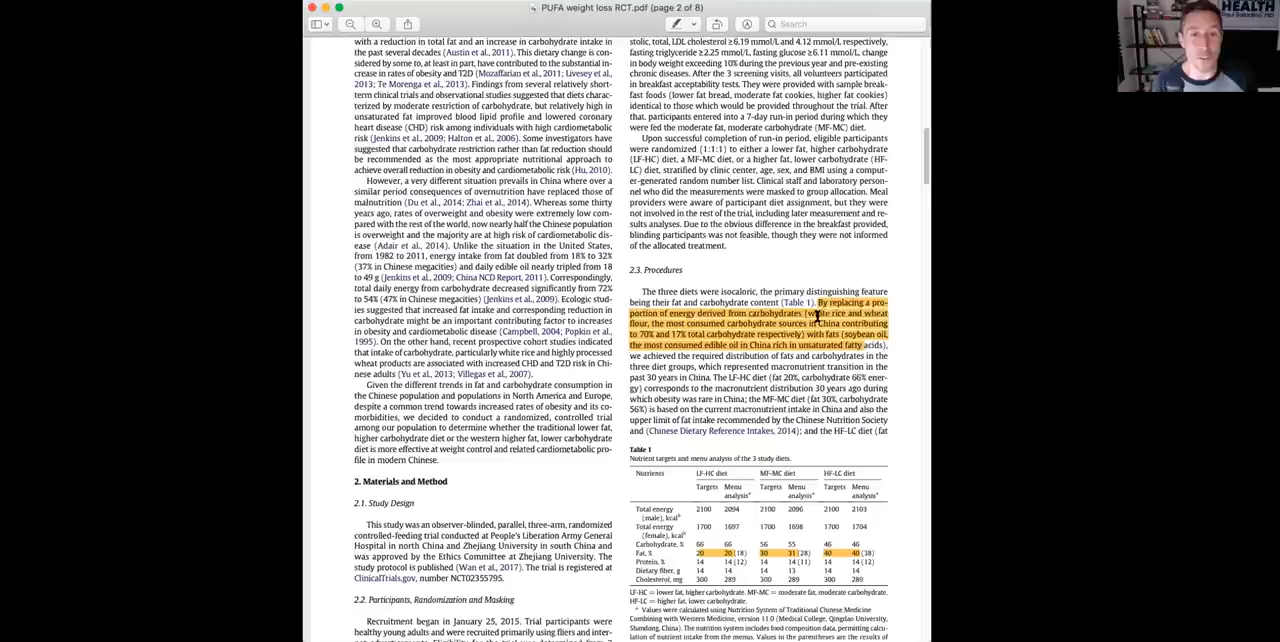 PUFA weight loss RCT.pdf (page 2 of 8)
Search
HEALTH
Paul Saladino, MD
with a reduction in total fat and an increase in carbohydrate intake in
the past several decades (Austin et al., 2011). This dietary change is con-
sidered by some to, at least in part, have contributed to the substantial in-
crease in rates of obesity and T2D (Mozaffarian et al., 2011; Livesey et al.,
2013; Te Morenga et al., 2013). Findings from several relatively short-
term clinical trials and observational studies suggested that diets charac-
terized by moderate restriction of carbohydrate, but relatively high in
unsaturated fat improved blood lipid profile and lowered coronary
heart disease (CHD) risk among individuals with high cardiometabolic
risk (Jenkins et al., 2009; Halton et al., 2006). Some investigators have
suggested that carbohydrate restriction rather than fat reduction should
be recommended as the most appropriate nutritional approach to
achieve overall reduction in obesity and cardiometabolic risk (Hu, 2010).
However, a very different situation prevails in China where over a
similar period consequences of overnutrition have replaced those of
malnutrition (Du et al., 2014; Zhai et al., 2014). Whereas some thirty
years ago, rates of overweight and obesity were extremely low com-
pared with the rest of the world, now nearly half the Chinese population
is overweight and the majority are at high risk of cardiometabolic dis-
ease (Adair et al., 2014). Unlike the situation in the United States,
from 1982 to 2011, energy intake from fat doubled from 18% to 32%
(37% in Chinese megacities) and daily edible oil nearly tripled from 18
to 49 g (Jenkins et al., 2009; China NCD Report, 2011). Correspondingly,
total daily energy from carbohydrate decreased significantly from 72%
to 54% (47% in Chinese megacities) (Jenkins et al., 2009). Ecologic stud-
ies suggested that increased fat intake and corresponding reduction in
carbohydrate might be an important contributing factor to increases
in obesity and cardiometabolic disease (Campbell, 2004; Popkin et al.,
1995). On the other hand, recent prospective cohort studies indicated
that intake of carbohydrate, particularly white rice and highly processed
wheat products are associated with increased CHD and T2D risk in Chi-
nese adults (Yu et al., 2013; Villegas et al., 2007).
Given the different trends in fat and carbohydrate consumption in
the Chinese population and populations in North America and Europe,
despite a common trend towards increased rates of obesity and its co-
morbidities, we decided to conduct a randomized, controlled trial
among our population to determine whether the traditional lower fat,
higher carbohydrate diet or the western higher fat, lower carbohydrate
diet is more effective at weight control and related cardiometabolic pro-
file in modern Chinese.
2. Materials and Method
2.1. Study Design
This study was an observer-blinded, parallel, three-arm, randomized
controlled-feeding trial conducted at People's Liberation Army General
Hospital in north China and Zhejiang University in south China and
was approved by the Ethics Committee at Zhejiang University. The
study protocol is published (Wan et al., 2017). The trial is registered at
ClinicalTrials.gov, number NCT02355795.
2.2. Participants, Randomization and Masking
Recruitment began in January 25, 2015. Trial participants were
healthy young adults and were recruited primarily using fliers and inter-
stolic, total, LDL cholesterol ≥6.19 mmol/L and 4.12 mmol/L respectively,
fasting triglyceride ≥2.25 mmol/L, fasting glucose ≥6.11 mmol/L, change
in body weight exceeding 10% during the previous year and pre-existing
chronic diseases. After the 3 screening visits, all volunteers participated
in breakfast acceptability tests. They were provided with sample break-
fast foods (lower fat bread, moderate fat cookies, higher fat cookies)
identical to those which would be provided throughout the trial. After
that, participants entered into a 7-day run-in period during which they
were fed the moderate fat, moderate carbohydrate (MF-MC) diet.
Upon successful completion of run-in period, eligible participants
were randomized (1:1:1) to either a lower fat, higher carbohydrate
(LF-HC) diet, a MF-MC diet, or a higher fat, lower carbohydrate (HF-
LC) diet, stratified by clinic center, age, sex, and BMI using a comput-
er-generated random number list. Clinical staff and laboratory person-
nel who did the measurements were masked to group allocation. Meal
providers were aware of participant diet assignment, but they were
not involved in the rest of the trial, including later measurement and re-
sults analyses. Due to the obvious difference in the breakfast provided,
blinding participants was not feasible, though they were not informed
of the allocated treatment.
2.3. Procedures
The three diets were isocaloric, the primary distinguishing feature
being their fat and carbohydrate content (Table 1). By replacing a pro-
portion of energy derived from carbohydrates (white rice and wheat
flour, the most consumed carbohydrate sources in China contributing
to 70% and 17% total carbohydrate respectively) with fats (soybean oil,
the most consumed edible oil in China rich in unsaturated fatty acids),
we achieved the required distribution of fats and carbohydrates in the
three diet groups, which represented macronutrient transition in the
past 30 years in China. The LF-HC diet (fat 20%, carbohydrate 66% ener-
gy) corresponds to the macronutrient distribution 30 years ago during
which obesity was rare in China; the MF-MC diet (fat 30%, carbohydrate
56%) is based on the current macronutrient intake in China and also the
upper limit of fat intake recommended by the Chinese Nutrition Society
and (Chinese Dietary Reference Intakes, 2014); and the HF-LC diet (fat
Table 1
Nutrient targets and menu analysis of the 3 study diets.
Nutrients LF-HC diet MF-MC diet HF-LC diet
Targets Menu analysisᵃ Targets Menu analysisᵃ Targets Menu analysisᵃ
Total energy (male), kcalᵇ 2100 2094 2100 2096 2100 2103
Total energy (female), kcalᵇ 1700 1697 1700 1698 1700 1704
Carbohydrate, % 66 66 56 55 46 46
Fat, % 20 20 (18) 30 31 (28) 40 40 (38)
Protein, % 14 14 (12) 14 14 (11) 14 14 (12)
Dietary fiber, g 14 14 14 13 14 14
Cholesterol, mg 300 289 300 289 300 289
LF-HC = lower fat, higher carbohydrate. MF-MC = moderate fat, moderate carbohydrate.
HF-LC = higher fat, lower carbohydrate.
ᵃ Values were calculated using Nutrition System of Traditional Chinese Medicine
Combining with Western Medicine, version 11.0 (Medical College, Qingdao University,
Shandong, China). The nutrition system includes food composition data, permitting calcu-
lation of nutrient intake from the menus. Values in the parentheses are the results of